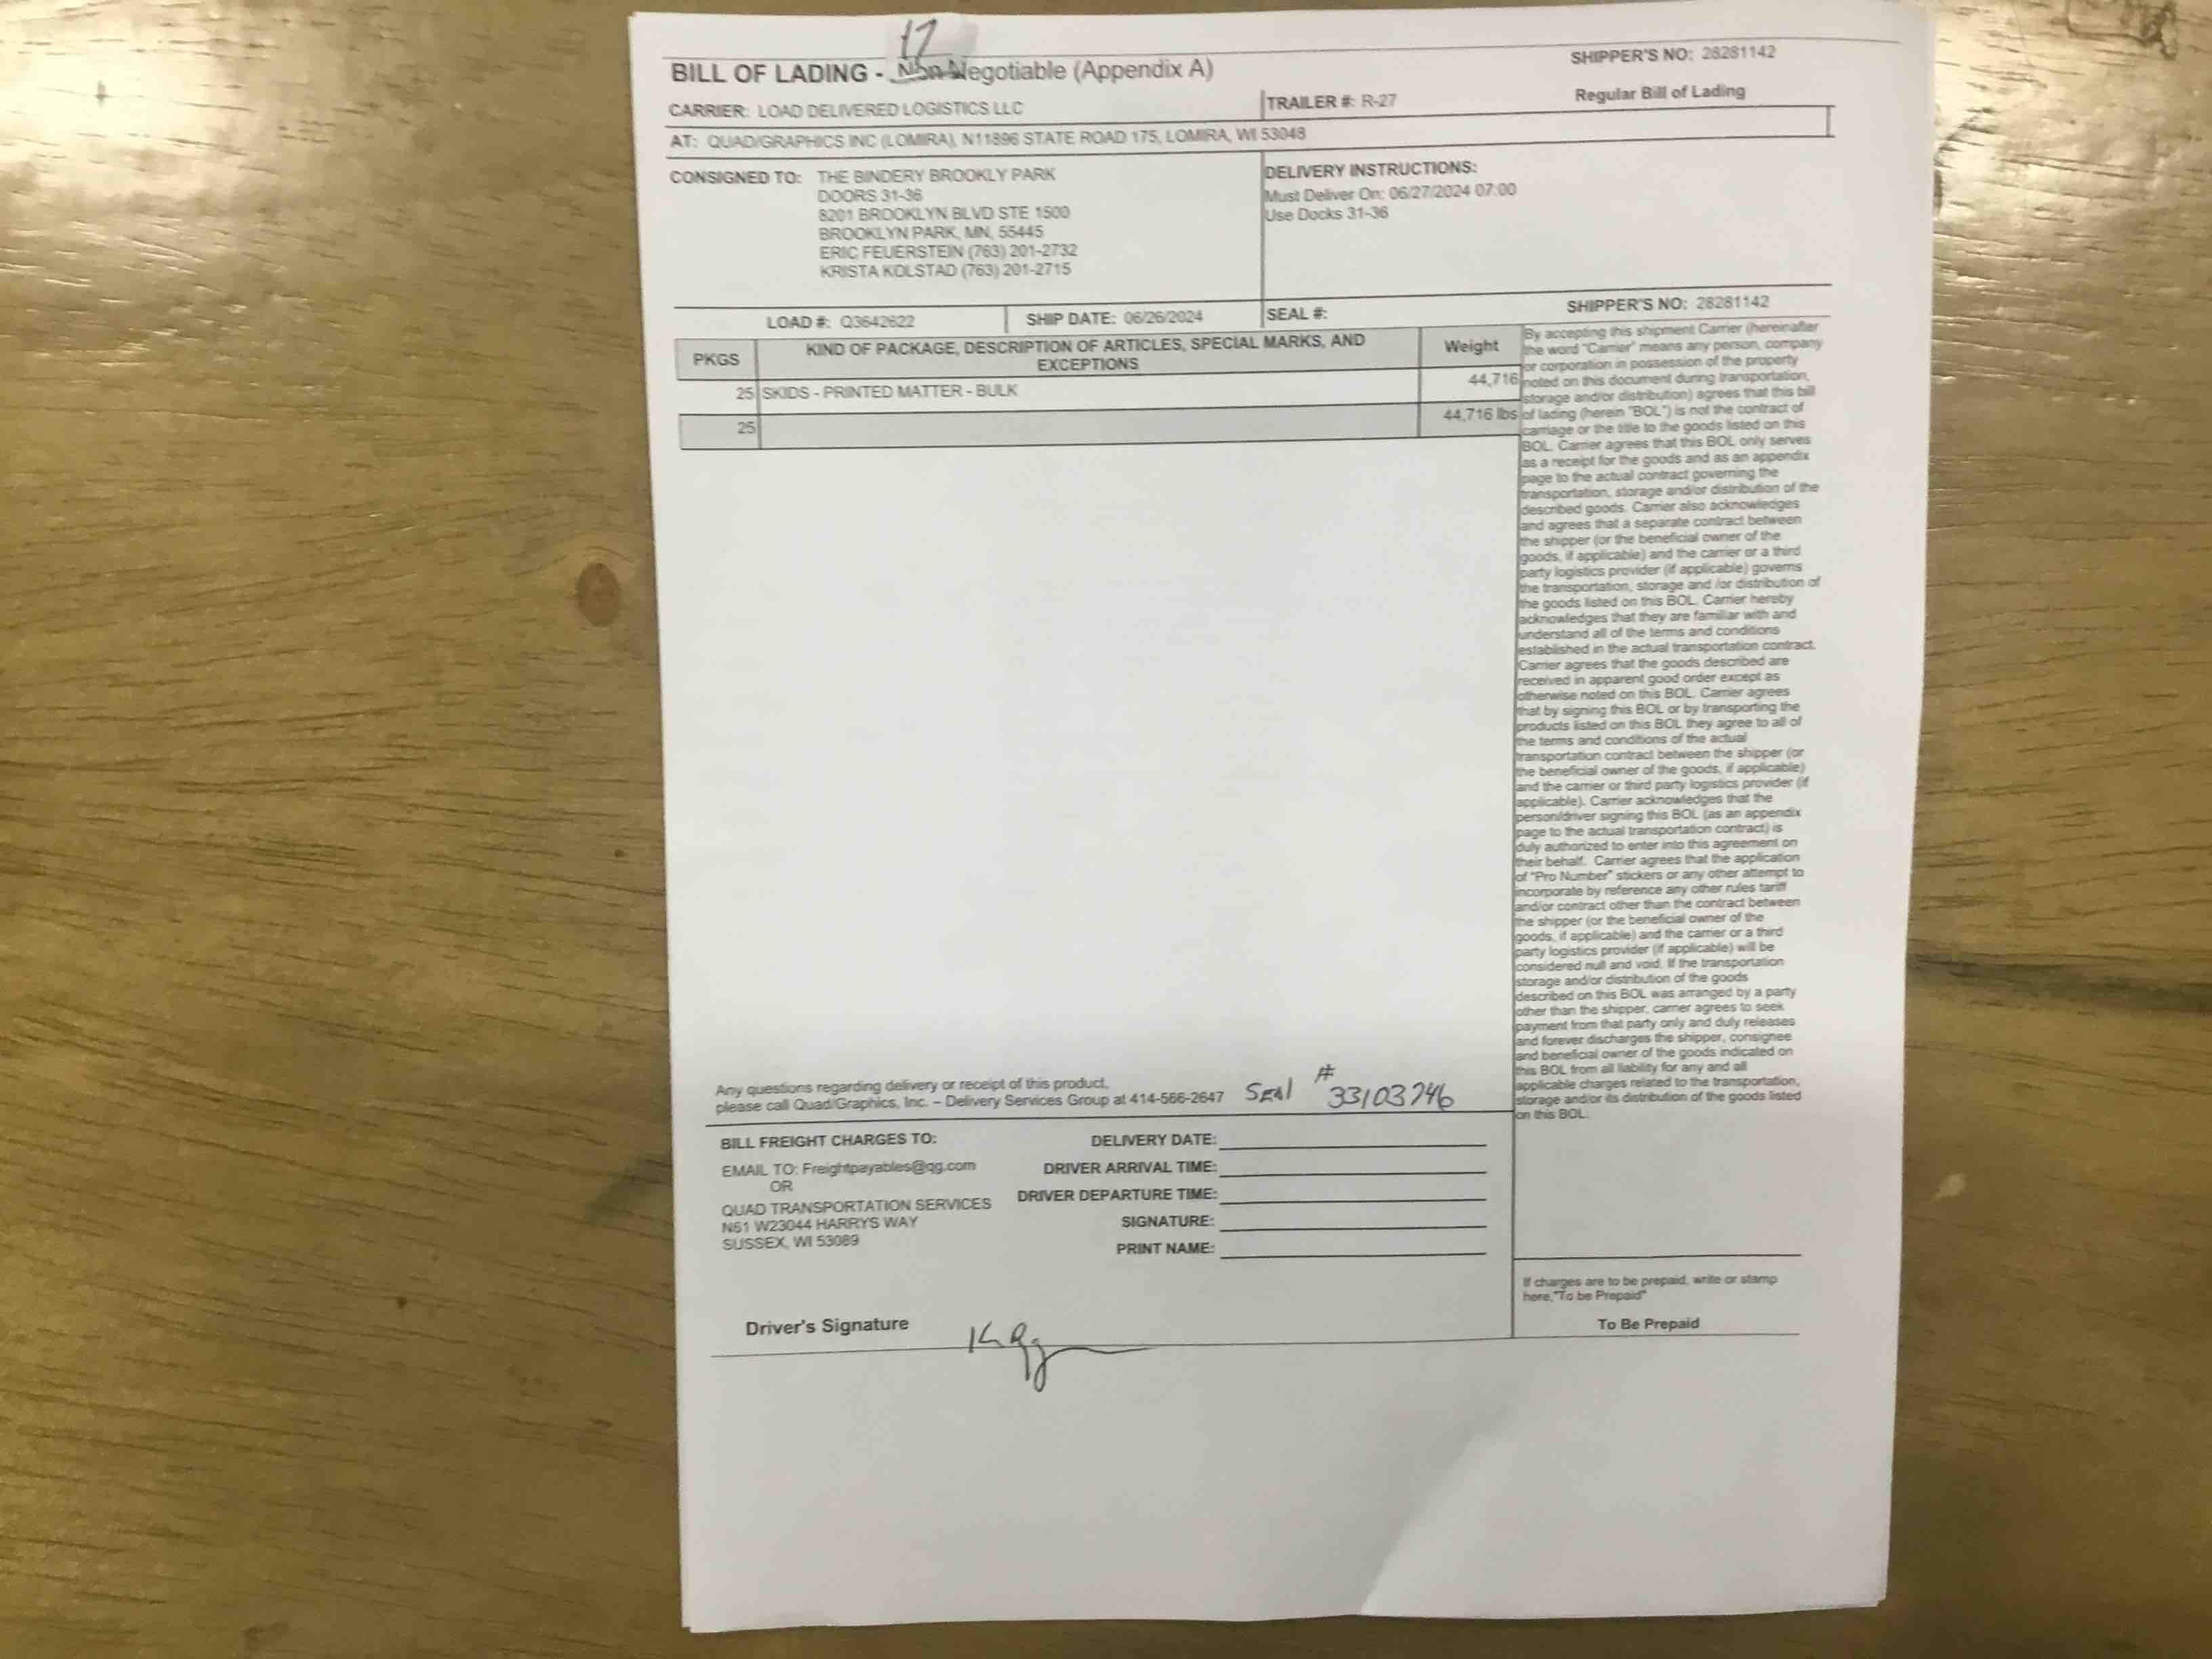 17
BILL OF LADING - Non Negotiable (Appendix A)
SHIPPER'S NO: 28281142
CARRIER: LOAD DELIVERED LOGISTICS LLC
TRAILER #: R-27
Regular Bill of Lading
AT: QUAD/GRAPHICS INC (LOMIRA), N11896 STATE ROAD 175, LOMIRA, WI 53048
CONSIGNED TO: THE BINDERY BROOKLY PARK
DOORS 31-36
8201 BROOKLYN BLVD STE 1500
BROOKLYN PARK, MN, 55445
ERIC FEUERSTEIN (763) 201-2732
KRISTA KOLSTAD (763) 201-2715
DELIVERY INSTRUCTIONS:
Must Deliver On: 06/27/2024 07:00
Use Docks 31-36
LOAD #: Q3642622
SHIP DATE: 06/26/2024
SEAL #:
SHIPPER'S NO: 28281142
PKGS
KIND OF PACKAGE, DESCRIPTION OF ARTICLES, SPECIAL MARKS, AND
EXCEPTIONS
Weight
25 SKIDS - PRINTED MATTER - BULK 44,716
25 44,716 lbs
By accepting this shipment Carrier (hereinafter
the word "Carrier' means any person, company
or corporation in possession of the property
noted on this document during transportation,
storage and/or distribution) agrees that this bill
of lading (herein "BOL") is not the contract of
carriage or the title to the goods listed on this
BOL. Carrier agrees that this BOL only serves
as a receipt for the goods and as an appendix
page to the actual contract governing the
transportation, storage and/or distribution of the
described goods. Carrier also acknowledges
and agrees that a separate contract between
the shipper (or the beneficial owner of the
goods, if applicable) and the carrier or a third
party logistics provider (if applicable) governs
the transportation, storage and /or distribution of
the goods listed on this BOL. Carrier hereby
acknowledges that they are familiar with and
understand all of the terms and conditions
established in the actual transportation contract.
Carrier agrees that the goods described are
received in apparent good order except as
otherwise noted on this BOL. Carrier agrees
that by signing this BOL or by transporting the
products listed on this BOL they agree to all of
the terms and conditions of the actual
transportation contract between the shipper (or
the beneficial owner of the goods, if applicable)
and the carrier or third party logistics provider (if
applicable). Carrier acknowledges that the
person/driver signing this BOL (as an appendix
page to the actual transportation contract) is
duly authorized to enter into this agreement on
their behalf. Carrier agrees that the application
of "Pro Number" stickers or any other attempt to
incorporate by reference any other rules tariff
and/or contract other than the contract between
the shipper (or the beneficial owner of the
goods, if applicable) and the carrier or a third
party logistics provider (if applicable) will be
considered null and void. If the transportation
storage and/or distribution of the goods
described on this BOL was arranged by a party
other than the shipper, carrier agrees to seek
payment from that party only and duly releases
and forever discharges the shipper, consignee
and beneficial owner of the goods indicated on
this BOL from all liability for any and all
applicable charges related to the transportation,
storage and/or its distribution of the goods listed
on this BOL.
Any questions regarding delivery or receipt of this product,
please call Quad/Graphics, Inc. – Delivery Services Group at 414-566-2647
Seal # 33103746
BILL FREIGHT CHARGES TO:
EMAIL TO: Freightpayables@qg.com
OR
QUAD TRANSPORTATION SERVICES
N61 W23044 HARRYS WAY
SUSSEX, WI 53089
DELIVERY DATE:
DRIVER ARRIVAL TIME:
DRIVER DEPARTURE TIME:
SIGNATURE:
PRINT NAME:
If charges are to be prepaid, write or stamp
here,"To be Prepaid"
To Be Prepaid
Driver's Signature